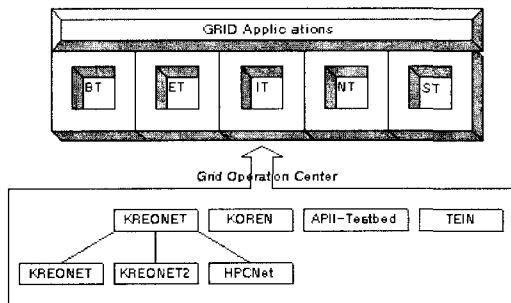 GRID Applications
BT ET IT NT ST
Grid Operation Center
KREONET KOREN APII-Testbed TEIN
KREONET KREONET2 HPCNet